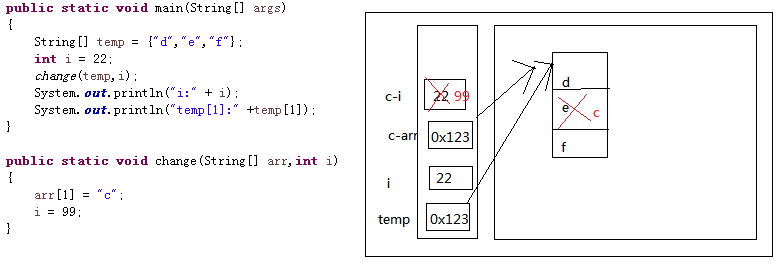 public static void main(String[] args)
{
String[] temp = {"d","e","f"};
int i = 22;
change(temp,i);
System.out.println("i:" + i);
System.out.println("temp[1]:" +temp[1]);
}
public static void change(String[] arr,int i)
{
arr[1] = "c";
i = 99;
}
c-i 22 99
c-arr 0x123
i 22
temp 0x123
d
e c
f